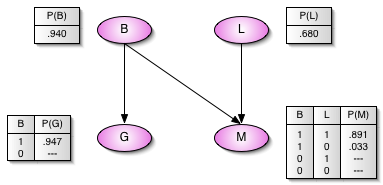 P(B)
.940
B
L
P(L)
.680
B P(G)
1 .947
0 ---
G
M
B L P(M)
1 1 .891
1 0 .033
0 1 ---
0 0 ---